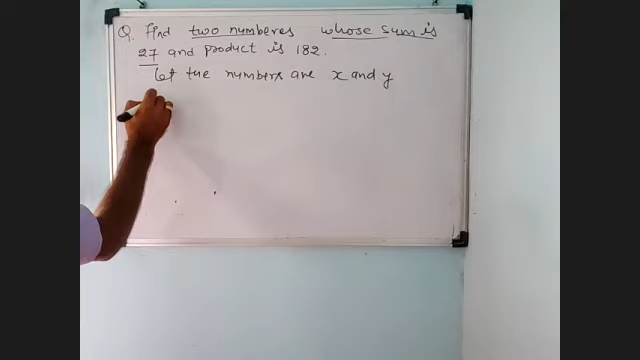 Q. Find two numberes whose sum is
27 and product is 182.
let the numbers are x and y